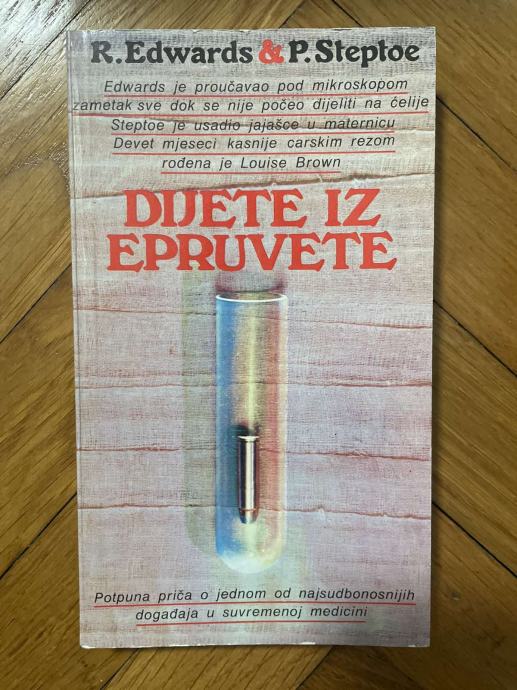 R.Edwards & P.Steptoe
Edwards je proučavao pod mikroskopom
zametak sve dok se nije počeo dijeliti na ćelije
Steptoe je usadio jajašce u maternicu
Devet mjeseci kasnije carskim rezom
rođena je Louise Brown
DIJETE IZ
EPRUVETE
Potpuna priča o jednom od najsudbonosnijih
događaja u suvremenoj medicini